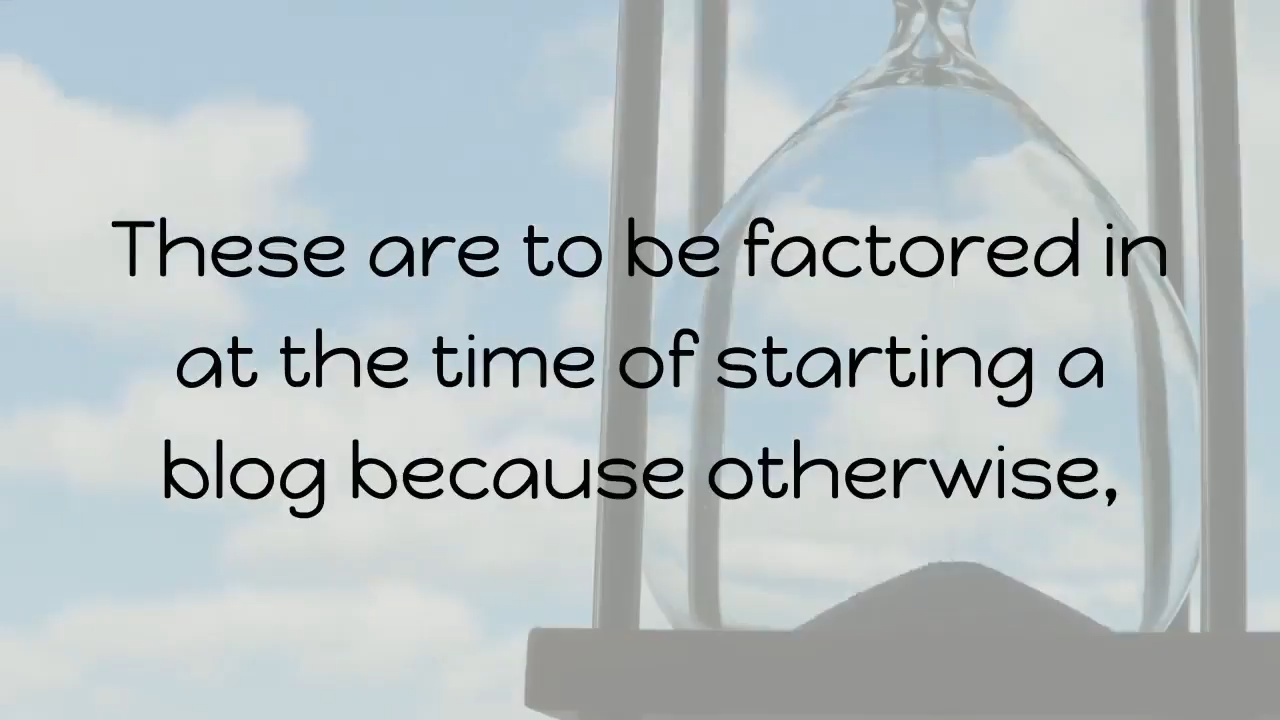 These are to be factored in
at the time of starting a
blog because otherwise,